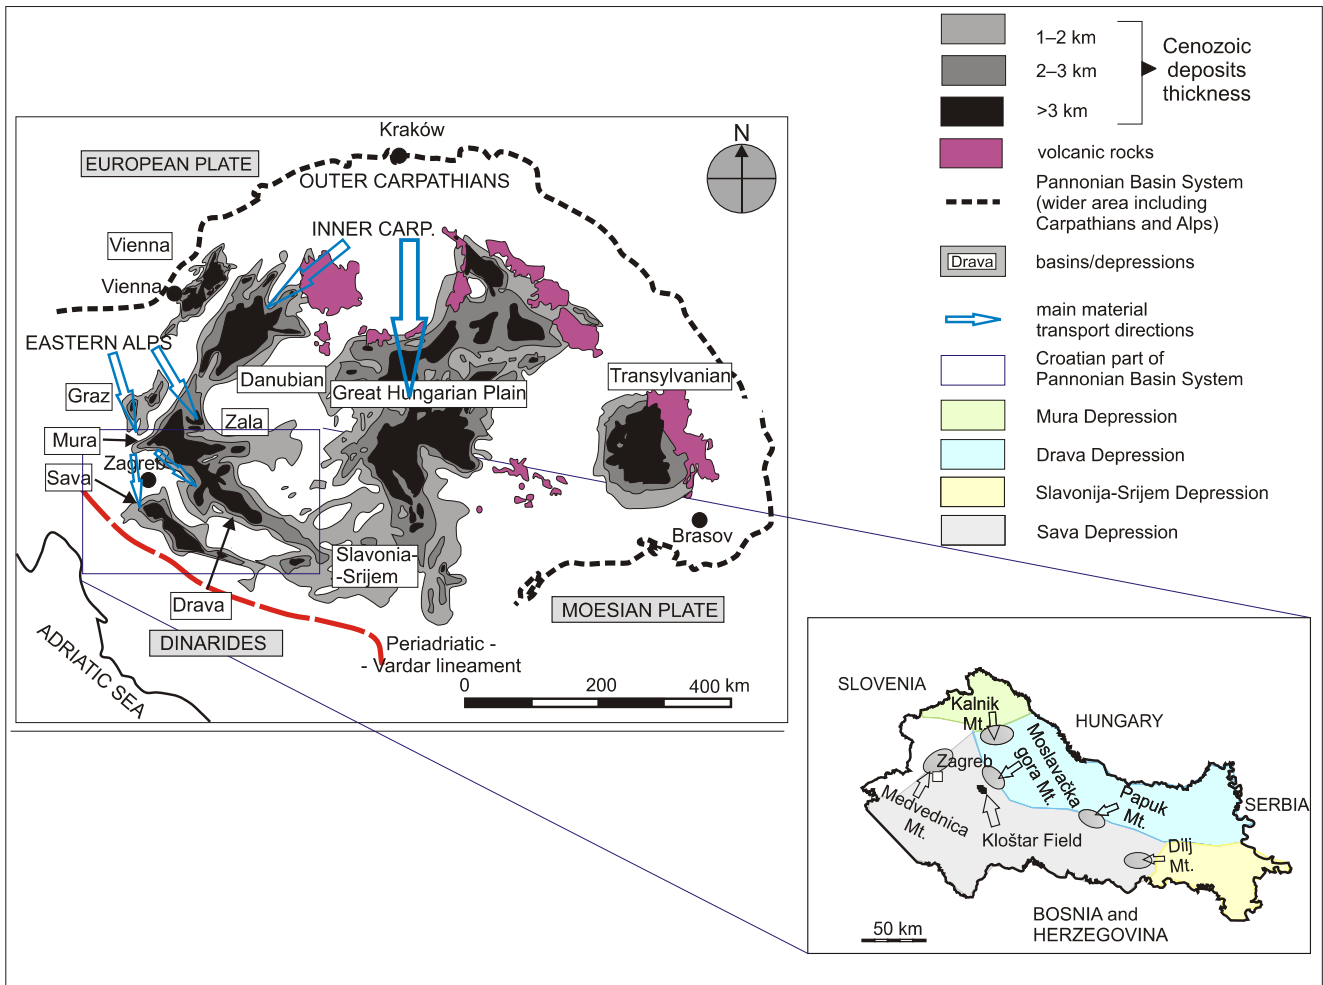 1–2 km
2–3 km
>3 km
Cenozoic
deposits
thickness
volcanic rocks
Pannonian Basin System
(wider area including
Carpathians and Alps)
Drava
basins/depressions
main material
transport directions
Croatian part of
Pannonian Basin System
Mura Depression
Drava Depression
Slavonija-Srijem Depression
Sava Depression
Kraków
N
EUROPEAN PLATE
OUTER CARPATHIANS
INNER CARP.
Vienna
Vienna
EASTERN ALPS
Danubian
Great Hungarian Plain
Transylvanian
Graz
Zala
Mura
Zagreb
Sava
Brasov
Slavonia-
-Srijem
Drava
MOESIAN PLATE
DINARIDES
ADRIATIC SEA
Periadriatic -
- Vardar lineament
0 200 400 km
SLOVENIA
Kalnik
Mt.
HUNGARY
Moslavačka
gora Mt.
Zagreb
Medvednica
Mt.
Papuk
Mt.
SERBIA
Kloštar Field
Dilj
Mt.
BOSNIA and
HERZEGOVINA
50 km